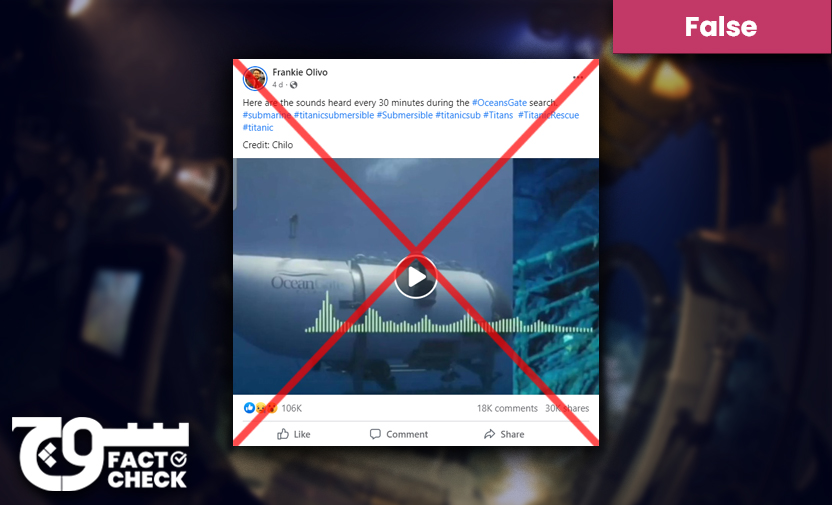 False
Frankie Olivo
4 d ·
Here are the sounds heard every 30 minutes during the #OceansGate search.
#submarine #titanicsubmersible #Submersible #titanicsub #Titans #TitanicRescue
#titanic
Credit: Chilo
OceanGate
106K
18K comments 30K shares
Like Comment Share
FACT
CHECK